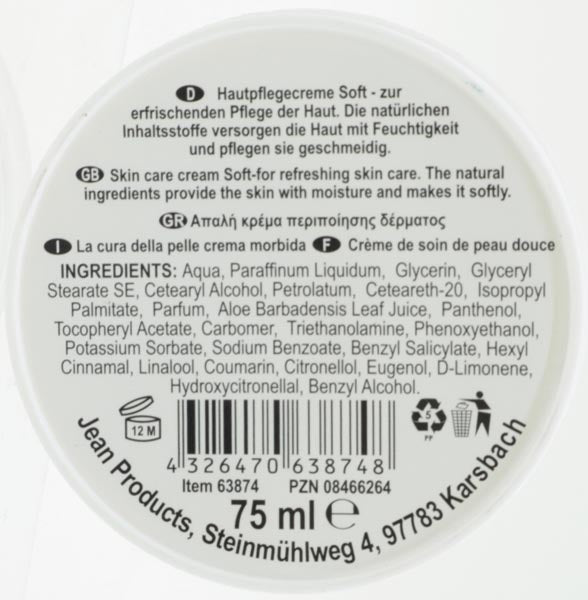 D Hautpflegecreme Soft - zur
erfrischenden Pflege der Haut. Die natürlichen
Inhaltsstoffe versorgen die Haut mit Feuchtigkeit
und pflegen sie geschmeidig.
GB Skin care cream Soft-for refreshing skin care. The natural
ingredients provide the skin with moisture and makes it softly.
GR Απαλή κρέμα περιποίησης δέρματος
I La cura della pelle crema morbida F Crème de soin de peau douce
INGREDIENTS: Aqua, Paraffinum Liquidum, Glycerin, Glyceryl
Stearate SE, Cetearyl Alcohol, Petrolatum, Ceteareth-20, Isopropyl
Palmitate, Parfum, Aloe Barbadensis Leaf Juice, Panthenol,
Tocopheryl Acetate, Carbomer, Triethanolamine, Phenoxyethanol,
Potassium Sorbate, Sodium Benzoate, Benzyl Salicylate, Hexyl
Cinnamal, Linalool, Coumarin, Citronellol, Eugenol, D-Limonene,
Hydroxycitronellal, Benzyl Alcohol.
12 M
5
PP
4 326470 638748
Item 63874 PZN 08466264
75 ml ℮
Jean Products, Steinmühlweg 4, 97783 Karsbach